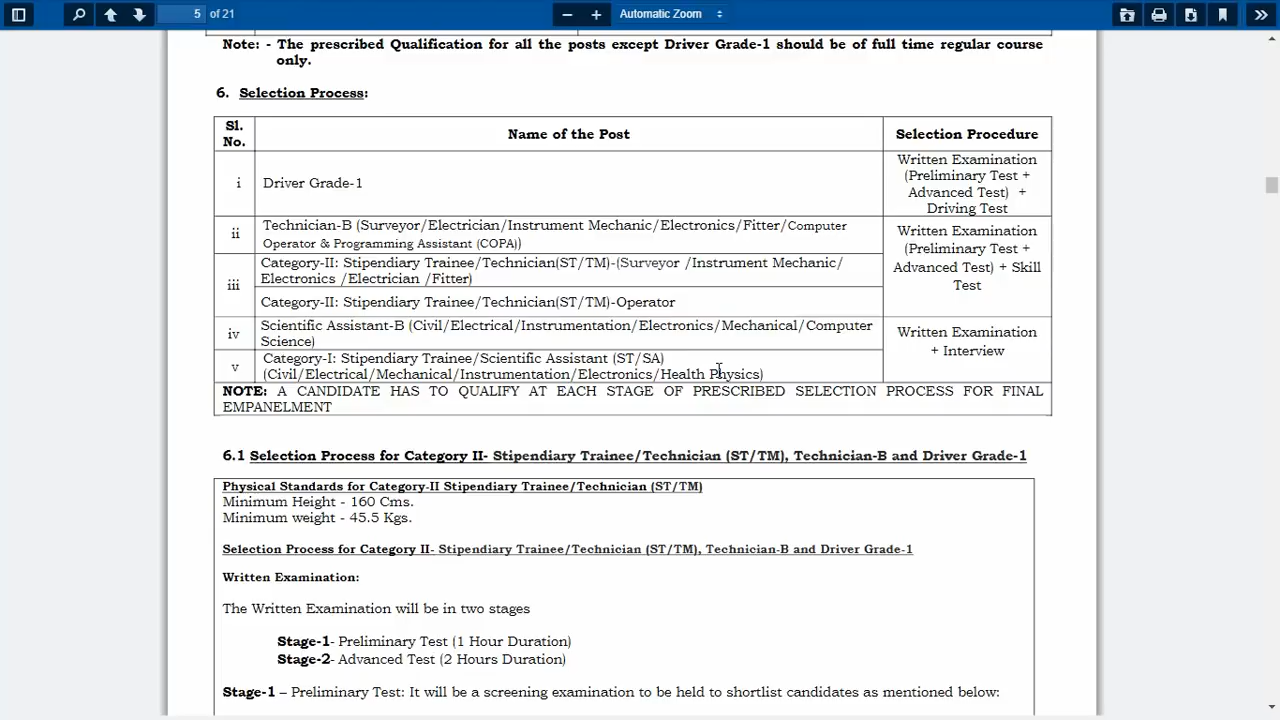 5 of 21
Automatic Zoom
Note: - The prescribed Qualification for all the posts except Driver Grade-1 should be of full time regular course
only.
6. Selection Process:
Sl. No.
Name of the Post
Selection Procedure
i
Driver Grade-1
Written Examination
(Preliminary Test +
Advanced Test) +
Driving Test
ii
Technician-B (Surveyor/Electrician/Instrument Mechanic/Electronics/Fitter/Computer
Operator & Programming Assistant (COPA))
Written Examination
(Preliminary Test +
Advanced Test) + Skill
Test
iii
Category-II: Stipendiary Trainee/Technician(ST/TM)-(Surveyor /Instrument Mechanic/
Electronics /Electrician /Fitter)
Category-II: Stipendiary Trainee/Technician(ST/TM)-Operator
iv
Scientific Assistant-B (Civil/Electrical/Instrumentation/Electronics/Mechanical/Computer
Science)
Written Examination
+ Interview
v
Category-I: Stipendiary Trainee/Scientific Assistant (ST/SA)
(Civil/Electrical/Mechanical/Instrumentation/Electronics/Health Physics)
NOTE: A CANDIDATE HAS TO QUALIFY AT EACH STAGE OF PRESCRIBED SELECTION PROCESS FOR FINAL
EMPANELMENT
6.1 Selection Process for Category II- Stipendiary Trainee/Technician (ST/TM), Technician-B and Driver Grade-1
Physical Standards for Category-II Stipendiary Trainee/Technician (ST/TM)
Minimum Height - 160 Cms.
Minimum weight - 45.5 Kgs.
Selection Process for Category II- Stipendiary Trainee/Technician (ST/TM), Technician-B and Driver Grade-1
Written Examination:
The Written Examination will be in two stages
Stage-1- Preliminary Test (1 Hour Duration)
Stage-2- Advanced Test (2 Hours Duration)
Stage-1 – Preliminary Test: It will be a screening examination to be held to shortlist candidates as mentioned below: